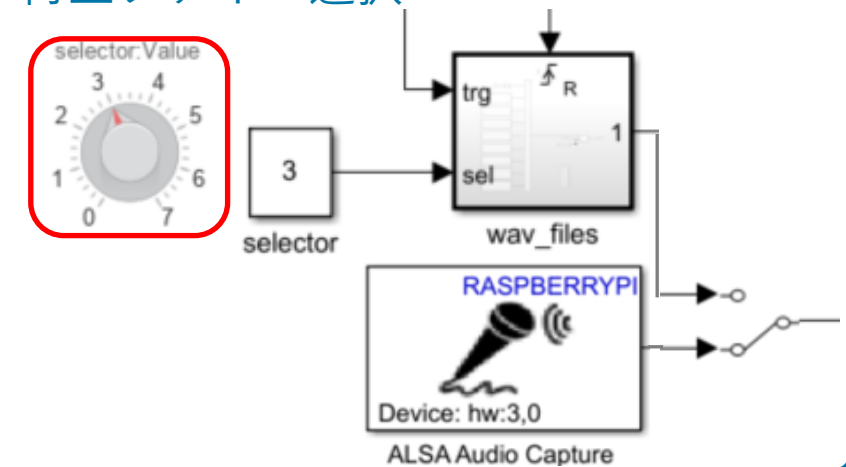 selector:Value
3
4
2
5
1
6
0
7
3
selector
trg
R
1
sel
wav_files
RASPBERRYPI
Device: hw:3,0
ALSA Audio Capture